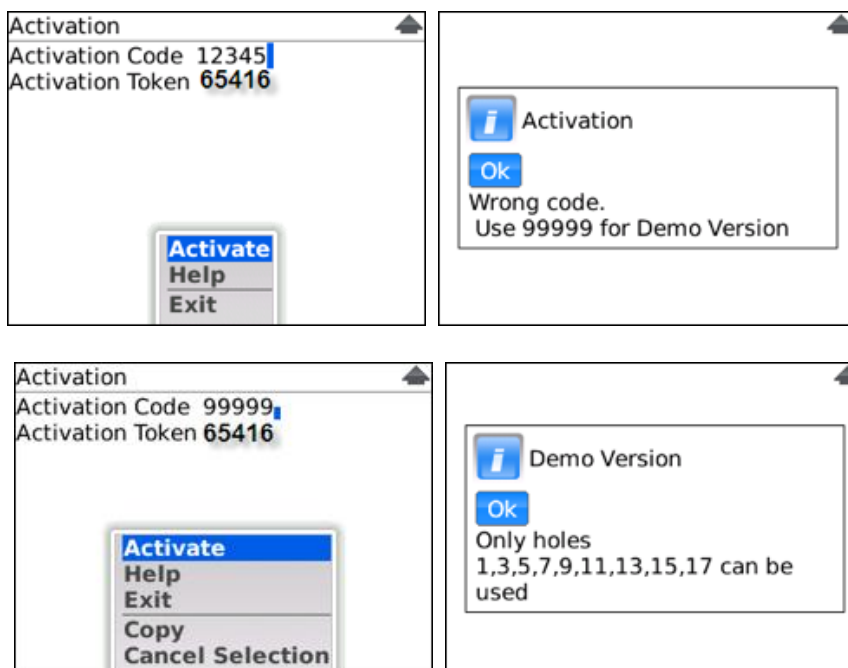 Activation
Activation Code 12345
Activation Token 65416
Activate
Help
Exit
Activation
Ok
Wrong code.
Use 99999 for Demo Version
Activation
Activation Code 99999
Activation Token 65416
Activate
Help
Exit
Copy
Cancel Selection
Demo Version
Ok
Only holes
1,3,5,7,9,11,13,15,17 can be
used